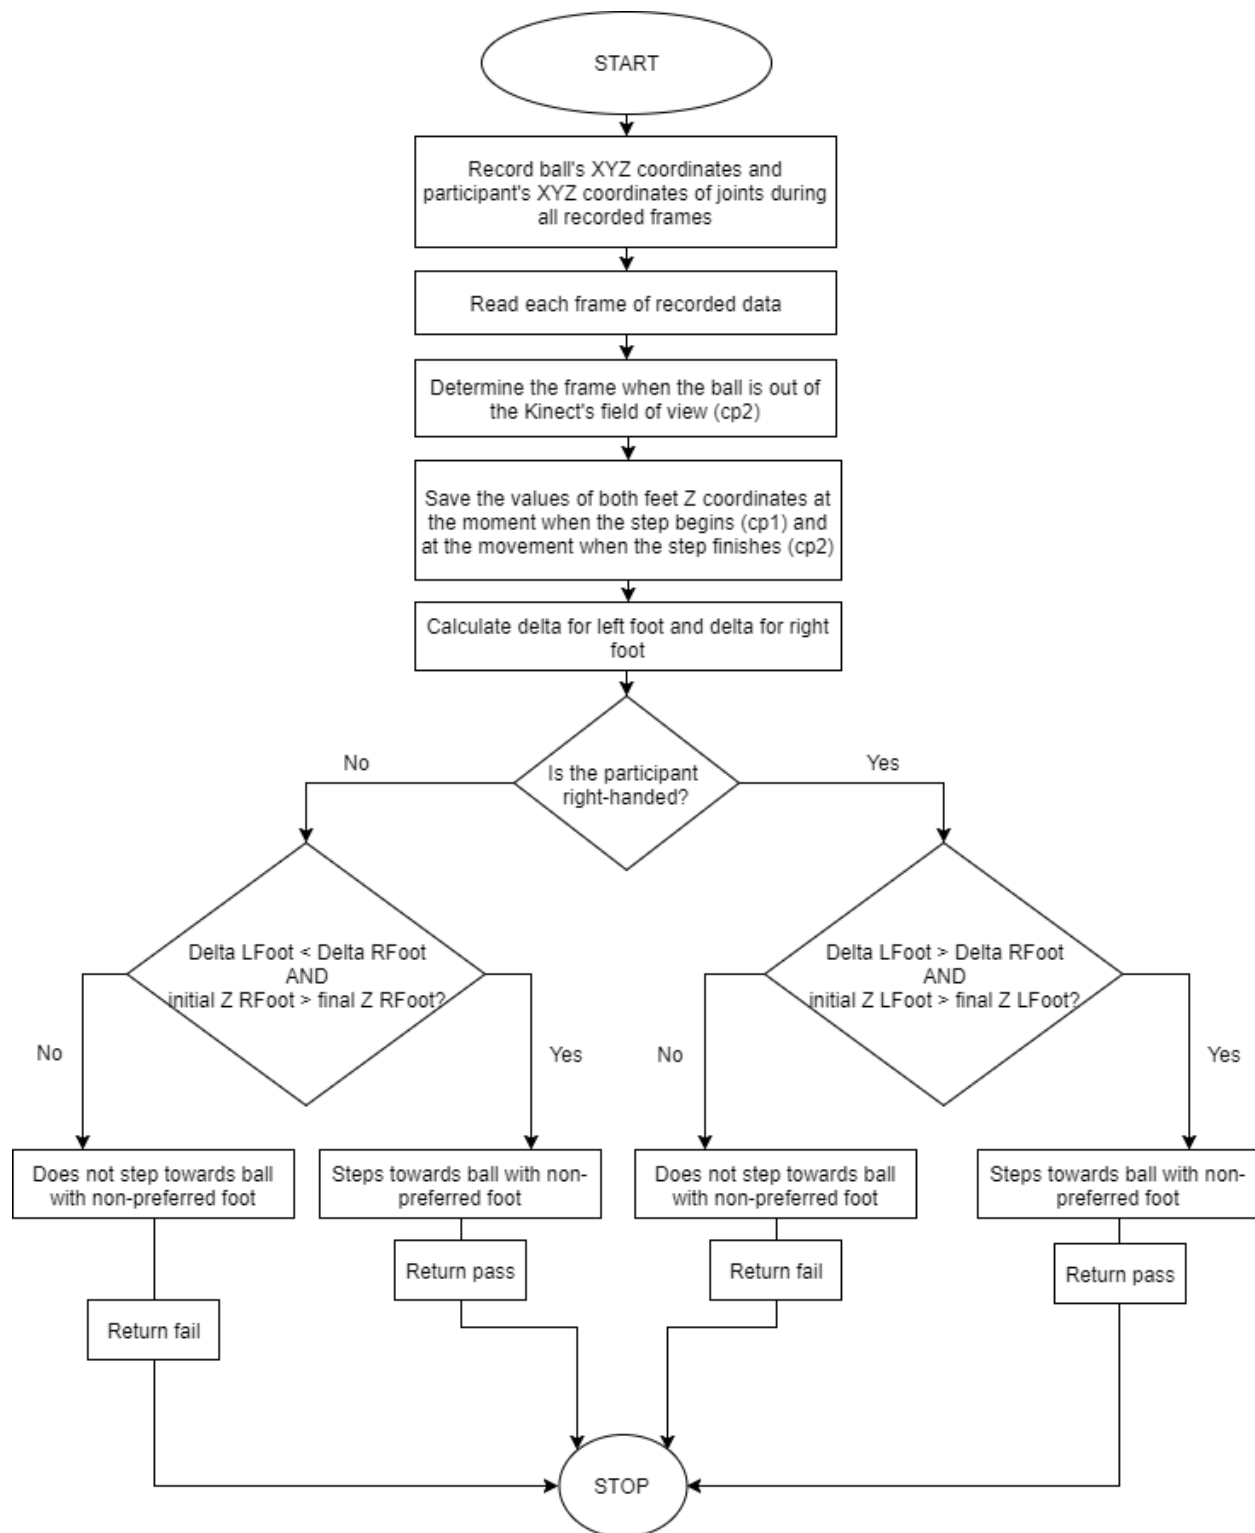 START
Record ball's XYZ coordinates and
participant's XYZ coordinates of joints during
all recorded frames
Read each frame of recorded data
Determine the frame when the ball is out of
the Kinect's field of view (cp2)
Save the values of both feet Z coordinates at
the moment when the step begins (cp1) and
at the movement when the step finishes (cp2)
Calculate delta for left foot and delta for right
foot
Is the participant
right-handed?
No
Yes
Delta LFoot < Delta RFoot
AND
initial Z RFoot > final Z RFoot?
Delta LFoot > Delta RFoot
AND
initial Z LFoot > final Z LFoot?
No
Yes
No
Yes
Does not step towards ball
with non-preferred foot
Steps towards ball with non-
preferred foot
Does not step towards ball
with non-preferred foot
Steps towards ball with non-
preferred foot
Return fail
Return pass
Return fail
Return pass
STOP